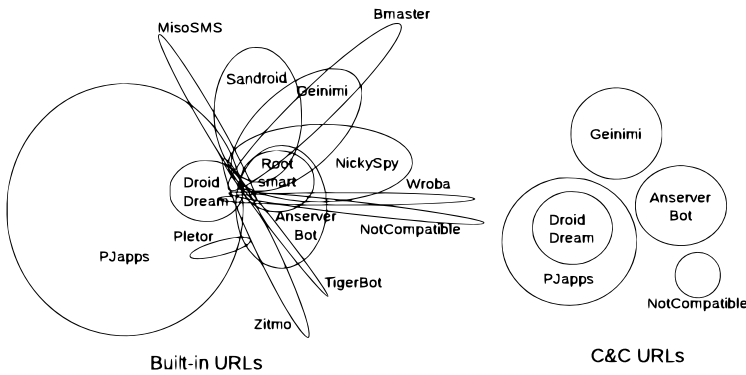 MisoSMS
Bmaster
Sandroid
Geinimi
Root
smart
NickySpy
Droid
Dream
Wroba
Anserver
Bot
NotCompatible
Pletor
PJapps
TigerBot
Zitmo
Built-in URLs
Geinimi
Anserver
Bot
Droid
Dream
PJapps
NotCompatible
C&C URLs